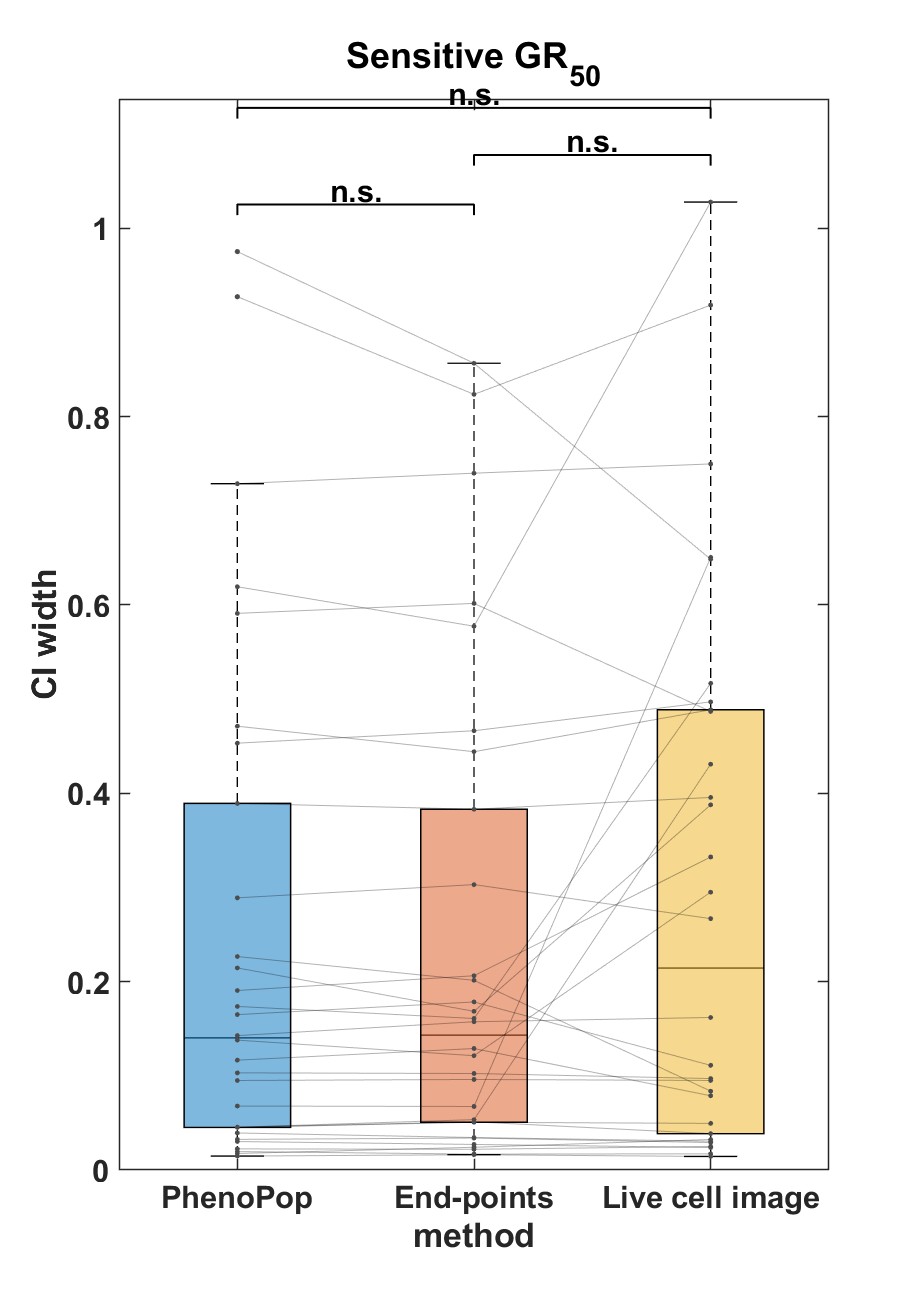 Sensitive GR50
n.s.
n.s.
n.s.
1
0.8
0.6
0.4
0.2
0
CI width
PhenoPop End-points Live cell image
method